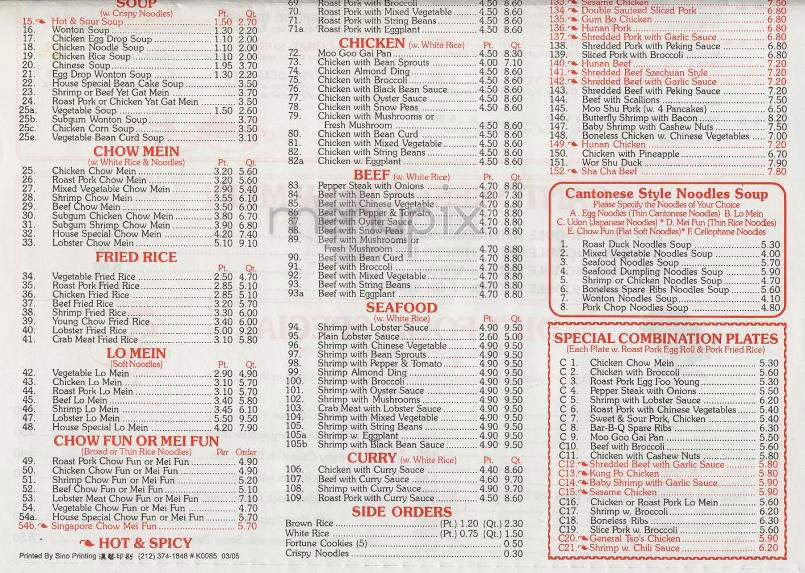 SOUP
(w. Crispy Noodles) Pt. Qt.
15. Hot & Sour Soup 1.50 2.70
16. Wonton Soup 1.30 2.20
17. Chicken Egg Drop Soup 1.10 2.00
18. Chicken Noodle Soup 1.10 2.00
19. Chicken Rice Soup 1.10 2.00
20. Chinese Soup 1.95 3.70
21. Egg Drop Wonton Soup 1.30 2.20
22. House Special Bean Cake Soup 3.50
23. Shrimp or Beef Yet Gat Mein 3.70
24. Roast Pork or Chicken Yat Gat Mein 3.50
25a. Vegetable Soup 1.50 2.60
25b. Subgum Wonton Soup 3.70
25c. Chicken Corn Soup 3.50
25e. Vegetable Bean Curd Soup 3.10
CHOW MEIN
(w. White Rice & Noodles) Pt. Qt.
25. Chicken Chow Mein 3.20 5.60
26. Roast Pork Chow Mein 3.20 5.60
27. Mixed Vegetable Chow Mein 2.90 5.40
28. Shrimp Chow Mein 3.55 6.10
29. Beef Chow Mein 3.50 6.00
30. Subgum Chicken Chow Mein 3.80 6.70
31. Subgum Shrimp Chow Mein 3.90 6.80
32. House Special Chow Mein 4.20 7.40
33. Lobster Chow Mein 5.10 9.10
FRIED RICE
Pt. Qt.
34. Vegetable Fried Rice 2.50 4.70
35. Roast Pork Fried Rice 2.85 5.10
36. Chicken Fried Rice 2.85 5.10
37. Beef Fried Rice 3.20 5.70
38. Shrimp Fried Rice 3.30 6.00
39. Young Chow Fried Rice 3.40 6.00
40. Lobster Fried Rice 5.00 9.20
41. Crab Meat Fried Rice 3.10 5.80
LO MEIN
(Soft Noodles) Pt. Qt.
42. Vegetable Lo Mein 2.90 4.90
43. Chicken Lo Mein 3.10 5.70
44. Roast Pork Lo Mein 3.10 5.70
45. Beef Lo Mein 3.40 5.80
46. Shrimp Lo Mein 3.45 6.10
47. Lobster Lo Mein 5.50 9.50
48. House Special Lo Mein 4.20 7.90
CHOW FUN OR MEI FUN
(Broad or Thin Rice Noodles) Per Order
49. Roast Pork Chow Fun or Mei Fun 4.90
50. Chicken Chow Fun or Mei Fun 4.90
51. Shrimp Chow Fun or Mei Fun 5.20
52. Beef Chow Fun or Mei Fun 5.10
53. Lobster Meat Chow Fun or Mei Fun 7.10
54. Vegetable Chow Fun or Mei Fun 4.70
54a. House Special Chow Fun or Mei Fun 5.70
54b. Singapore Chow Mei Fun 5.70
HOT & SPICY
Printed By Sino Printing 漢藝印刷 (212) 374-1848 # K0085 03/05
69. Roast Pork with Broccoli 4.50 8.60
70. Roast Pork with Mixed Vegetable 4.50 8.60
71. Roast Pork with String Beans 4.50 8.60
71a Roast Pork with Eggplant 4.50 8.60
CHICKEN (w. White Rice) Pt. Qt.
72. Moo Goo Gai Pan 4.50 8.30
73. Chicken with Bean Sprouts 4.00 7.10
74. Chicken Almond Ding 4.50 8.60
75. Chicken with Broccoli 4.50 8.60
76. Chicken with Black Bean Sauce 4.50 8.60
77. Chicken with Oyster Sauce 4.50 8.60
78. Chicken with Snow Peas 4.50 8.60
79. Chicken with Mushrooms or
Fresh Mushroom 4.50 8.60
80. Chicken with Bean Curd 4.50 8.60
81. Chicken with Mixed Vegetable 4.50 8.60
82. Chicken with String Beans 4.50 8.60
82a Chicken w. Eggplant 4.50 8.60
BEEF (w. White Rice) Pt. Qt.
83. Pepper Steak with Onions 4.70 8.80
84. Beef with Bean Sprouts 4.20 7.30
85. Beef with Chinese Vegetable 4.70 8.80
Beef with Pepper & 4.70 8.80
Sauce 4.70 8.80
Beef with Snow 4.70 8.80
89. Beef with Mushrooms or
Fresh Mushroom 4.70 8.80
90. Beef with Bean Curd 4.70 8.80
91. Beef with Broccoli 4.70 8.80
92. Beef with Mixed Vegetable 4.70 8.80
93. Beef with String Beans 4.70 8.80
93a Beef with Eggplant 4.70 8.80
menupix
SEAFOOD
(w. White Rice) Pt. Qt.
94. Shrimp with Lobster Sauce 4.90 9.50
95. Plain Lobster Sauce 2.60 5.00
96. Shrimp with Chinese Vegetable 4.90 9.50
97. Shrimp with Bean Sprouts 4.90 9.50
98. Shrimp with Pepper & Tomato 4.90 9.50
99. Shrimp Almond Ding 4.90 9.50
100. Shrimp with Broccoli 4.90 9.50
101. Shrimp with Oyster Sauce 4.90 9.50
102. Shrimp with Mushrooms 4.90 9.50
103. Crab Meat with Lobster Sauce 4.90 9.50
104. Shrimp with Mixed Vegetable 4.90 9.50
105. Shrimp with String Beans 4.90 9.50
105a Shrimp w. Eggplant 4.90 9.50
105b Shrimp with Black Bean Sauce 4.90 9.50
CURRY (w. White Rice) Pt. Qt.
106. Chicken with Curry Sauce 4.40 8.60
107. Beef with Curry Sauce 4.60 9.70
108. Shrimp with Curry Sauce 4.90 9.70
109. Roast Pork with Curry Sauce 4.50 8.60
SIDE ORDERS
Brown Rice (Pt.) 1.20 (Qt.) 2.30
White Rice (Pt.) 0.75 (Qt.) 1.50
Fortune Cookies (5) 0.50
Crispy Noodles 0.30
133. Sesame Chicken 7.50
134. Double Sauteed Sliced Pork 6.80
135. Gum Bo Chicken 6.80
136. Hunan Pork 6.80
137. Shredded Pork with Garlic Sauce 6.80
138. Shredded Pork with Peking Sauce 6.80
139. Sliced Pork with Broccoli 6.80
140. Hunan Beef 7.20
141. Shredded Beef Szechuan Style 7.20
142. Shredded Beef with Garlic Sauce 7.20
143. Shredded Beef with Peking Sauce 7.20
144. Beef with Scallions 7.50
145. Moo Shu Pork (w. 4 Pancakes) 6.50
146. Butterfly Shrimp with Bacon 8.20
147. Baby Shrimp with Cashew Nuts 7.50
148. Boneless Chicken w. Chinese Vegetables 7.00
149. Hunan Chicken 7.20
150. Chicken with Pineapple 6.70
151. Wor Shu Duck 7.90
152. Sha Cha Beef 7.80
Cantonese Style Noodles Soup
Please Specify the Noodles of Your Choice
A. Egg Noodles (Thin Cantonese Noodles) B. Lo Mein
C. Udon (Japanese Noodles) * D. Mei Fun (Thin Rice Noodles)
E. Chow Fun (Flat Soft Noodles)* F. Cellophane Noodles
1. Roast Duck Noodles Soup 5.30
2. Mixed Vegetable Noodles Soup 4.00
3. Seafood Noodles Soup 5.70
4. Seafood Dumpling Noodles Soup 5.90
5. Shrimp or Chicken Noodles Soup 4.70
6. Boneless Spare Ribs Noodles Soup 5.60
7. Wonton Noodles Soup 4.10
8. Pork Chop Noodles Soup 4.80
SPECIAL COMBINATION PLATES
(Each Plate w. Roast Pork Egg Roll & Pork Fried Rice)
C 1. Chicken Chow Mein 5.30
C 2. Chicken with Broccoli 5.60
C 3. Roast Pork Egg Foo Young 5.30
C 4. Pepper Steak with Onions 5.50
C 5. Shrimp with Lobster Sauce 6.20
C 6. Roast Pork with Chinese Vegetables 5.40
C 7. Sweet & Sour Pork, Chicken 5.40
C 8. Bar-B-Q Spare Ribs 6.30
C 9. Moo Goo Gai Pan 5.50
C10. Beef with Broccoli 5.60
C11. Chicken with Cashew Nuts 5.80
C12. Shredded Beef with Garlic Sauce 5.80
C13. Kung Po Chicken 5.80
C14. Baby Shrimp with Garlic Sauce 5.90
C15. Sesame Chicken 5.90
C16. Chicken or Roast Pork Lo Mein 5.60
C17. Shrimp w. Broccoli 6.20
C18. Boneless Ribs 6.30
C19. Slice Pork w. Broccoli 5.60
C20. General Tso's Chicken 5.90
C21. Shrimp w. Chili Sauce 6.20